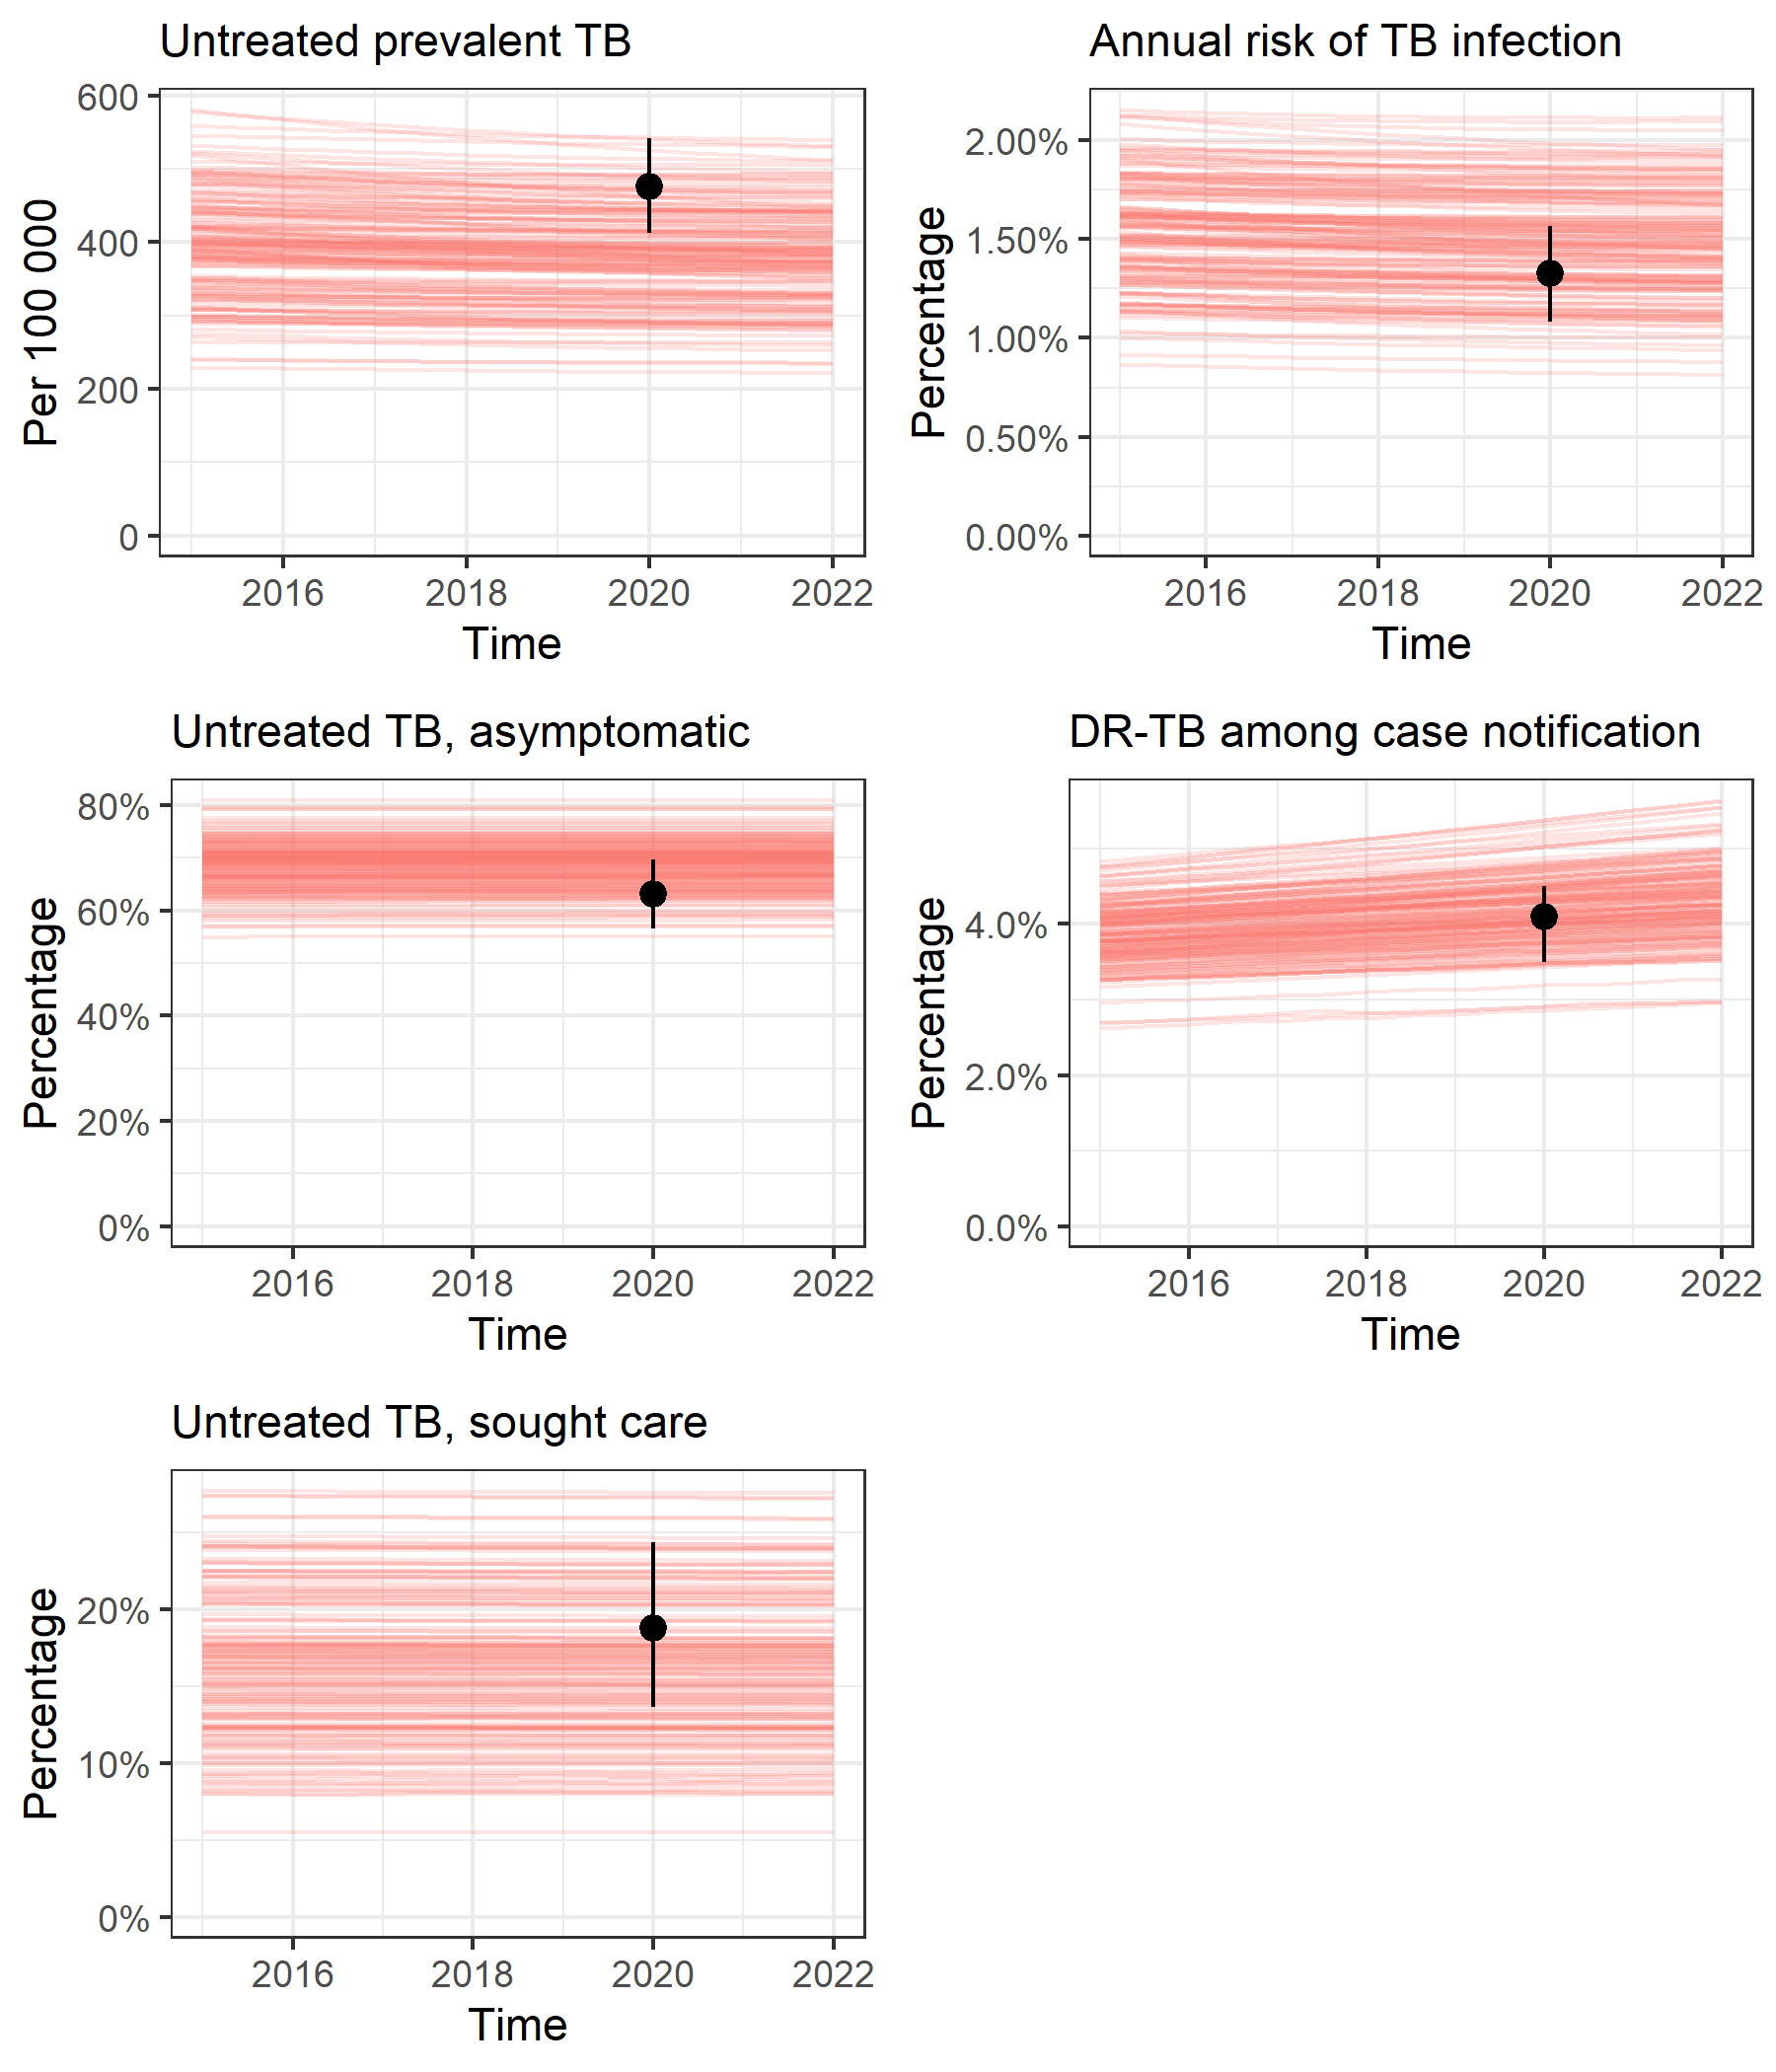 Untreated prevalent TB
Per 100 000
600
400
200
0
2016 2018 2020 2022
Time
Annual risk of TB infection
Percentage
2.00%
1.50%
1.00%
0.50%
0.00%
2016 2018 2020 2022
Time
Untreated TB, asymptomatic
Percentage
80%
60%
40%
20%
0%
2016 2018 2020 2022
Time
DR-TB among case notification
Percentage
4.0%
2.0%
0.0%
2016 2018 2020 2022
Time
Untreated TB, sought care
Percentage
20%
10%
0%
2016 2018 2020 2022
Time